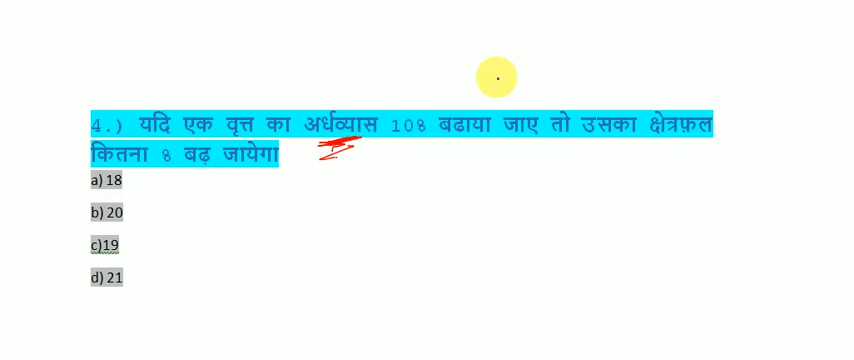 4.) यदि एक वृत्त का अर्धव्यास 10% बढाया जाए तो उसका क्षेत्रफ़ल
कितना % बढ़ जायेगा
a) 18
b) 20
c)19
d) 21